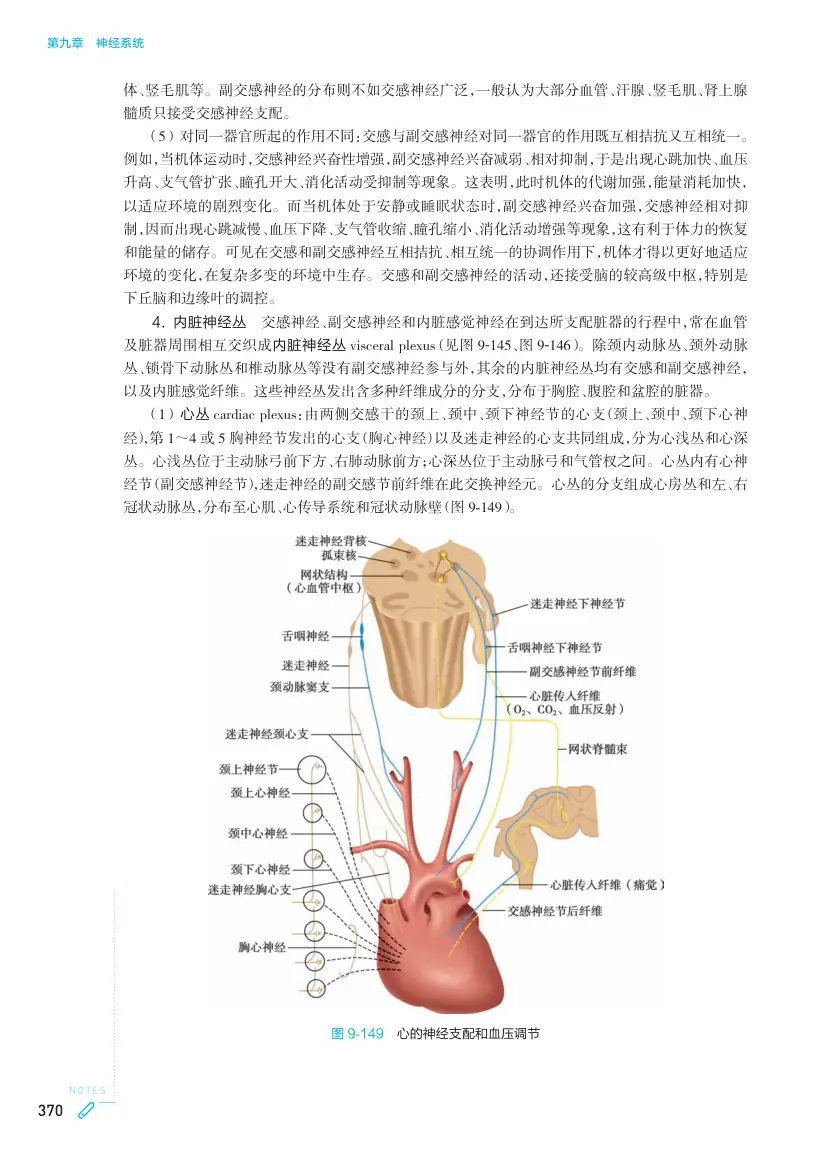 第九章 神经系统
体、竖毛肌等。副交感神经的分布则不如交感神经广泛，一般认为大部分血管、汗腺、竖毛肌、肾上腺
髓质只接受交感神经支配。
（5）对同一器官所起的作用不同：交感与副交感神经对同一器官的作用既互相拮抗又互相统一。
例如，当机体运动时，交感神经兴奋性增强，副交感神经兴奋减弱、相对抑制，于是出现心跳加快、血压
升高、支气管扩张、瞳孔开大、消化活动受抑制等现象。这表明，此时机体的代谢加强，能量消耗加快，
以适应环境的剧烈变化。而当机体处于安静或睡眠状态时，副交感神经兴奋加强，交感神经相对抑
制，因而出现心跳减慢、血压下降、支气管收缩、瞳孔缩小、消化活动增强等现象，这有利于体力的恢复
和能量的储存。可见在交感和副交感神经互相拮抗、相互统一的协调作用下，机体才得以更好地适应
环境的变化，在复杂多变的环境中生存。交感和副交感神经的活动，还接受脑的较高级中枢，特别是
下丘脑和边缘叶的调控。
4. 内脏神经丛 交感神经、副交感神经和内脏感觉神经在到达所支配脏器的行程中，常在血管
及脏器周围相互交织成内脏神经丛 visceral plexus（见图 9-145、图 9-146）。除颈内动脉丛、颈外动脉
丛、锁骨下动脉丛和椎动脉丛等没有副交感神经参与外，其余的内脏神经丛均有交感和副交感神经，
以及内脏感觉纤维。这些神经丛发出含多种纤维成分的分支，分布于胸腔、腹腔和盆腔的脏器。
（1）心丛 cardiac plexus：由两侧交感干的颈上、颈中、颈下神经节的心支（颈上、颈中、颈下心神
经），第 1～4 或 5 胸神经节发出的心支（胸心神经）以及迷走神经的心支共同组成，分为心浅丛和心深
丛。心浅丛位于主动脉弓前下方、右肺动脉前方；心深丛位于主动脉弓和气管杈之间。心丛内有心神
经节（副交感神经节），迷走神经的副交感节前纤维在此交换神经元。心丛的分支组成心房丛和左、右
冠状动脉丛，分布至心肌、心传导系统和冠状动脉壁（图 9-149）。
迷走神经背核
孤束核
网状结构
（心血管中枢）
迷走神经下神经节
舌咽神经
舌咽神经下神经节
迷走神经
副交感神经节前纤维
颈动脉窦支
心脏传入纤维
（O₂、CO₂、血压反射）
迷走神经颈心支
网状脊髓束
颈上神经节
颈上心神经
颈中心神经
颈下心神经
心脏传入纤维（痛觉）
迷走神经胸心支
交感神经节后纤维
胸心神经
图 9-149 心的神经支配和血压调节
NOTES
370